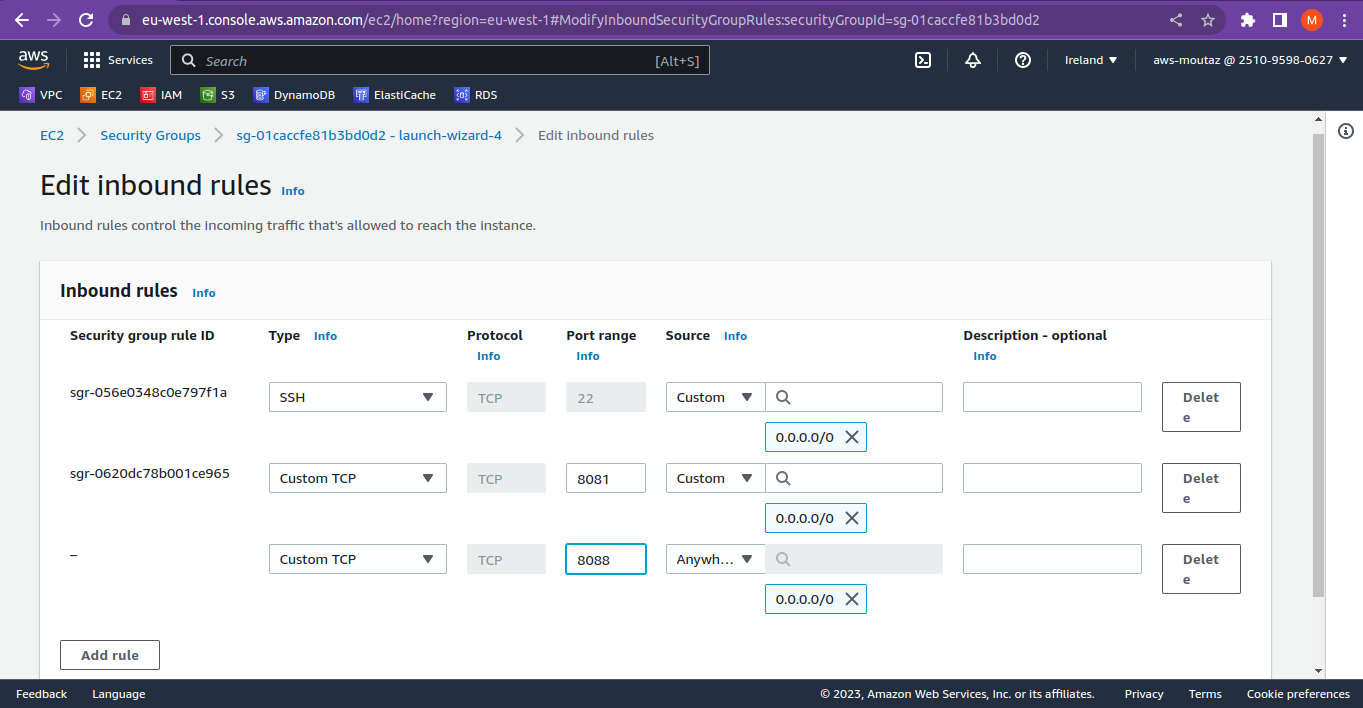 eu-west-1.console.aws.amazon.com/ec2/home?region=eu-west-1#ModifyInboundSecurityGroupRules:securityGroupId=sg-01caccfe81b3bd0d2
M
aws Services Search [Alt+S] Ireland aws-moutaz @ 2510-9598-0627
VPC EC2 IAM S3 DynamoDB ElastiCache RDS
EC2 Security Groups sg-01caccfe81b3bd0d2 - launch-wizard-4 Edit inbound rules
Edit inbound rules Info
Inbound rules control the incoming traffic that's allowed to reach the instance.
Inbound rules Info
Security group rule ID Type Info Protocol Port range Source Info Description - optional
Info Info Info
sgr-056e0348c0e797f1a SSH TCP 22 Custom Delet
e
0.0.0.0/0
sgr-0620dc78b001ce965 Custom TCP TCP 8081 Custom Delet
e
0.0.0.0/0
– Custom TCP TCP 8088 Anywh... Delet
e
0.0.0.0/0
Add rule
Feedback Language © 2023, Amazon Web Services, Inc. or its affiliates. Privacy Terms Cookie preferences